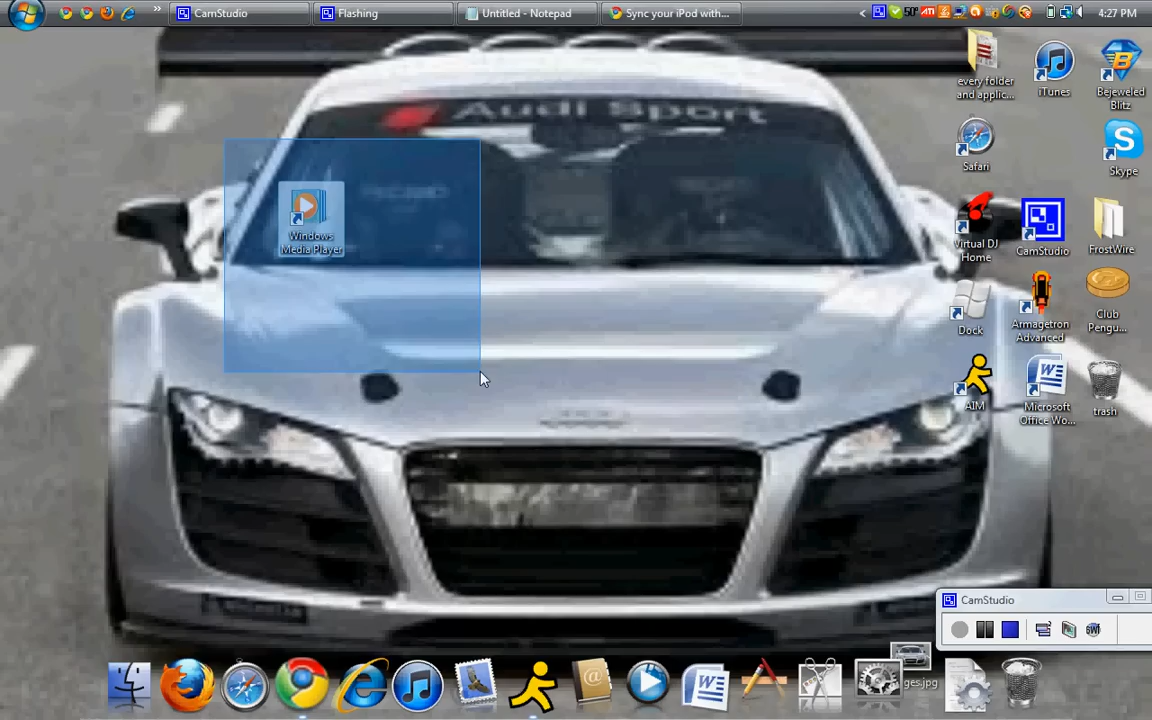 »
CamStudio
Flashing
Untitled - Notepad
Sync your iPod with...
<
50°
ATI
4:27 PM
Audi Sport
every folder
and applic...
iTunes
Bejeweled
Blitz
Safari
Skype
Virtual DJ
Home
CamStudio
FrostWire
Windows
Media Player
Dock
Armagetron
Advanced
Club
Pengu...
AIM
Microsoft
Office Wo...
trash
CamStudio
ges.jpg